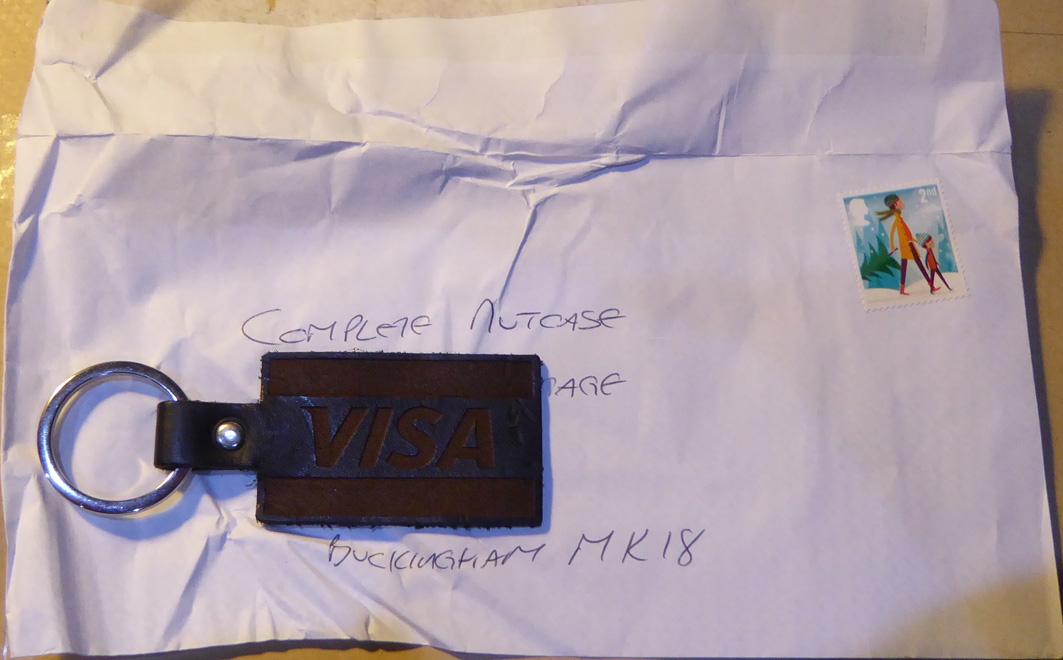 2nd
COMPLETE NUTCASE
VISA
BUCKINGHAM MK18